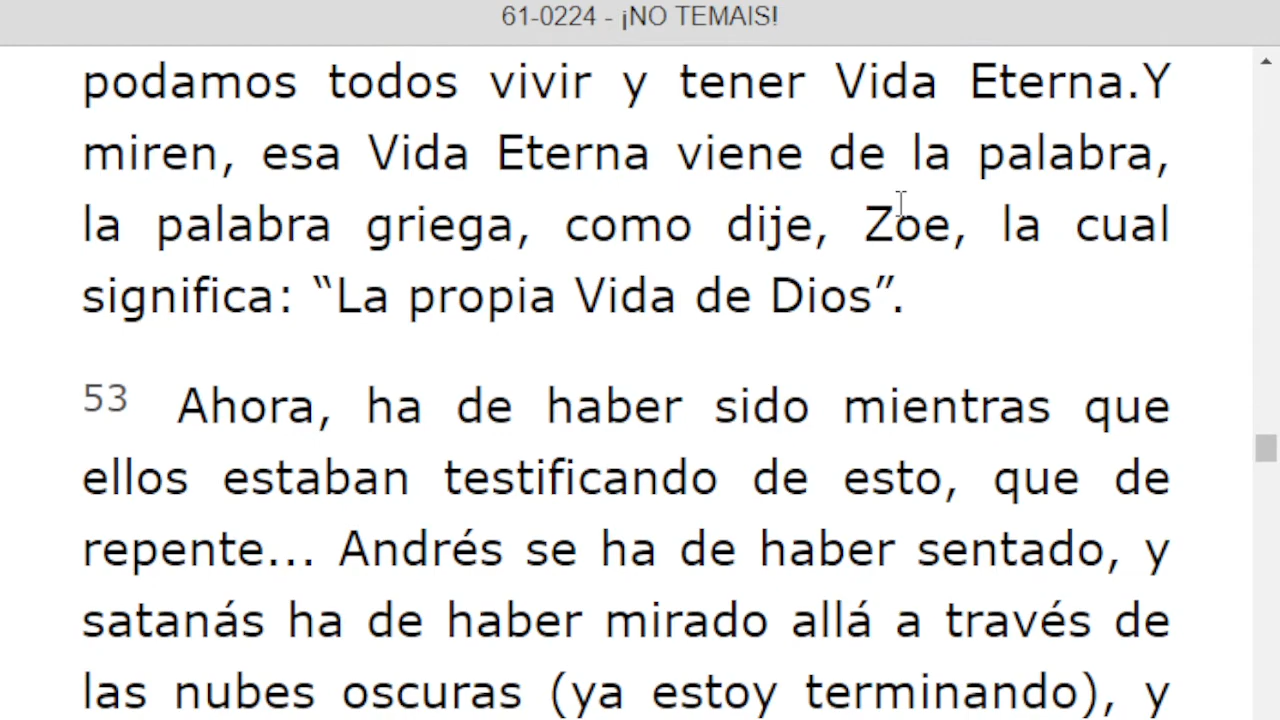 61-0224 - ¡NO TEMAIS!
podamos todos vivir y tener Vida Eterna.Y
miren, esa Vida Eterna viene de la palabra,
la palabra griega, como dije, Zoe, la cual
significa: “La propia Vida de Dios”.
53 Ahora, ha de haber sido mientras que
ellos estaban testificando de esto, que de
repente... Andrés se ha de haber sentado, y
satanás ha de haber mirado allá a través de
las nubes oscuras (ya estoy terminando), y